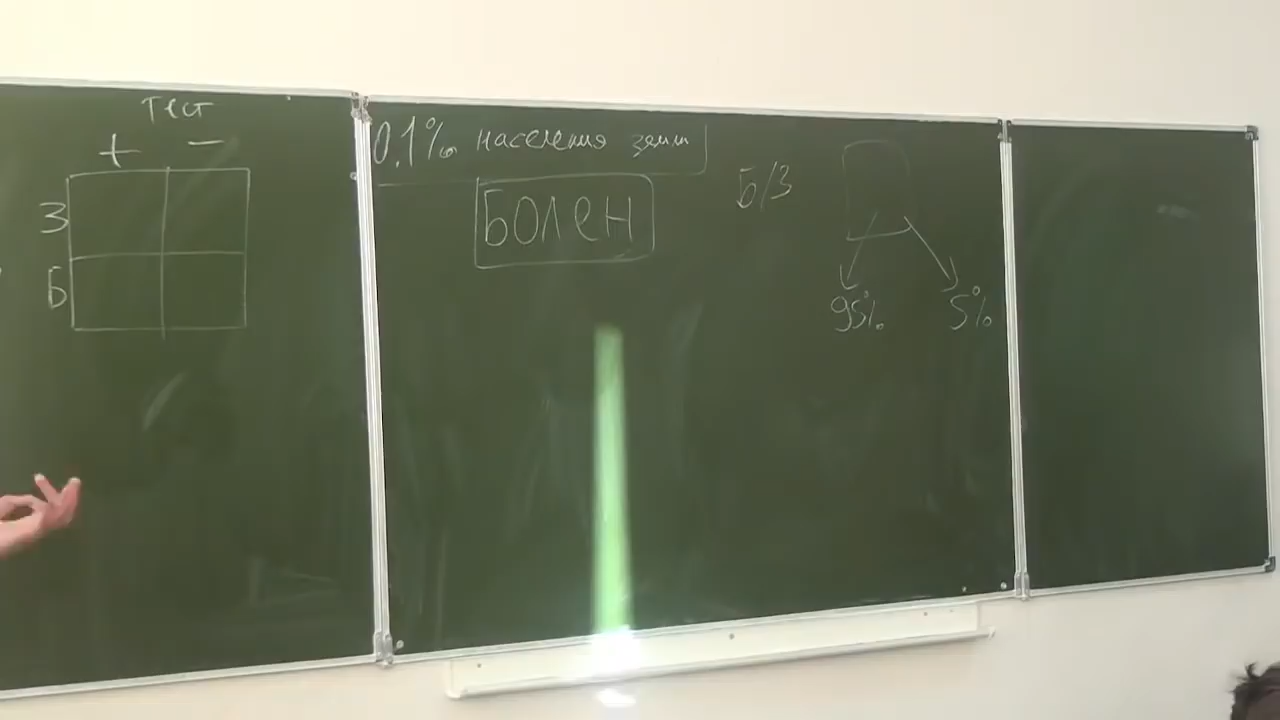 Тест
+ −
З
Б
0,1% населения земли
БОЛЕН
Б/З
95% 5%